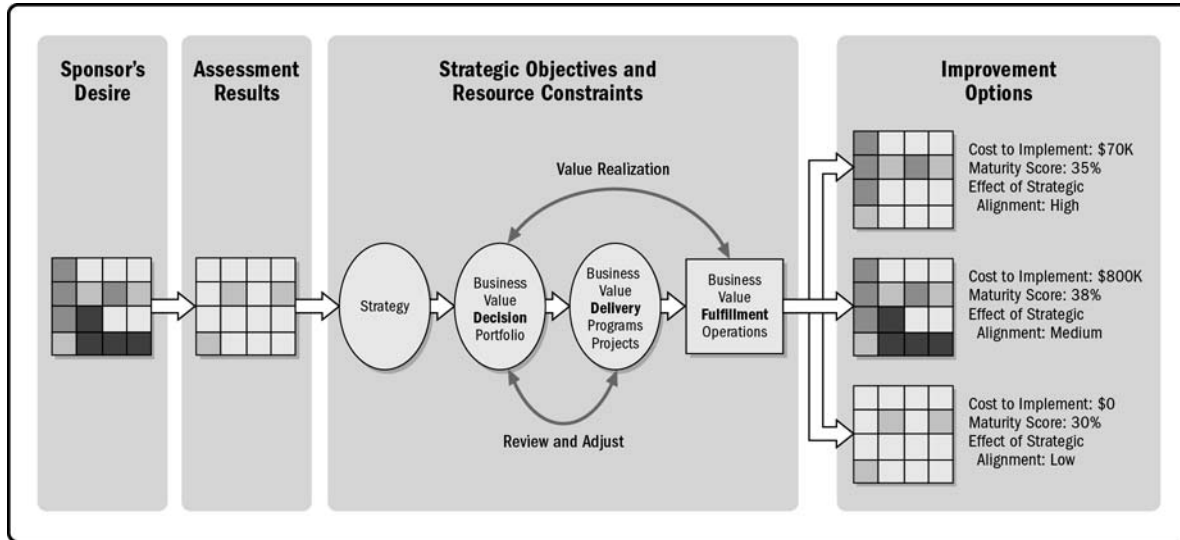 Sponsor's
Desire
Assessment
Results
Strategic Objectives and
Resource Constraints
Improvement
Options
Value Realization
Strategy
Business
Value
Decision
Portfolio
Business
Value
Delivery
Programs
Projects
Business
Value
Fulfillment
Operations
Review and Adjust
Cost to Implement: $70K
Maturity Score: 35%
Effect of Strategic
Alignment: High
Cost to Implement: $800K
Maturity Score: 38%
Effect of Strategic
Alignment: Medium
Cost to Implement: $0
Maturity Score: 30%
Effect of Strategic
Alignment: Low